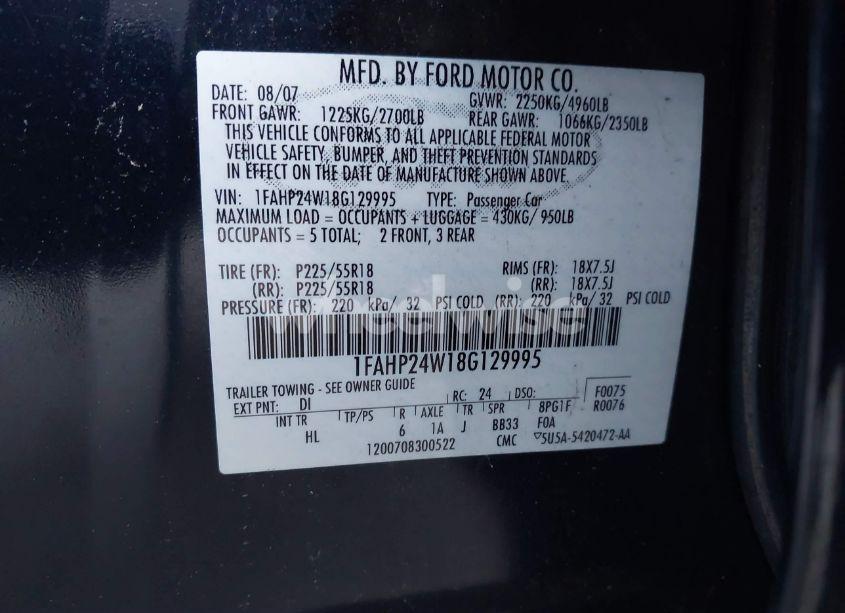 MFD. BY FORD MOTOR CO.
DATE: 08/07 GVWR: 2250KG/4960LB
FRONT GAWR: 1225KG/2700LB REAR GAWR: 1066KG/2350LB
THIS VEHICLE CONFORMS TO ALL APPLICABLE FEDERAL MOTOR
VEHICLE SAFETY, BUMPER, AND THEFT PREVENTION STANDARDS
IN EFFECT ON THE DATE OF MANUFACTURE SHOWN ABOVE.
VIN: 1FAHP24W18G129995 TYPE: Passenger Car
MAXIMUM LOAD = OCCUPANTS + LUGGAGE = 430KG/ 950LB
OCCUPANTS = 5 TOTAL; 2 FRONT, 3 REAR
TIRE (FR): P225/55R18 RIMS (FR): 18X7.5J
(RR): P225/55R18 (RR): 18X7.5J
PRESSURE (FR): 220 kPa/ 32 PSI COLD (RR): 220 kPa/ 32 PSI COLD
wheelwise
1FAHP24W18G129995
TRAILER TOWING - SEE OWNER GUIDE
EXT PNT: DI RC: 24 DSO: F0075
INT TR TP/PS R AXLE TR SPR 8PG1F R0076
HL 6 1A J BB33 F0A
1200708300522 CMC 5U5A-5420472-AA